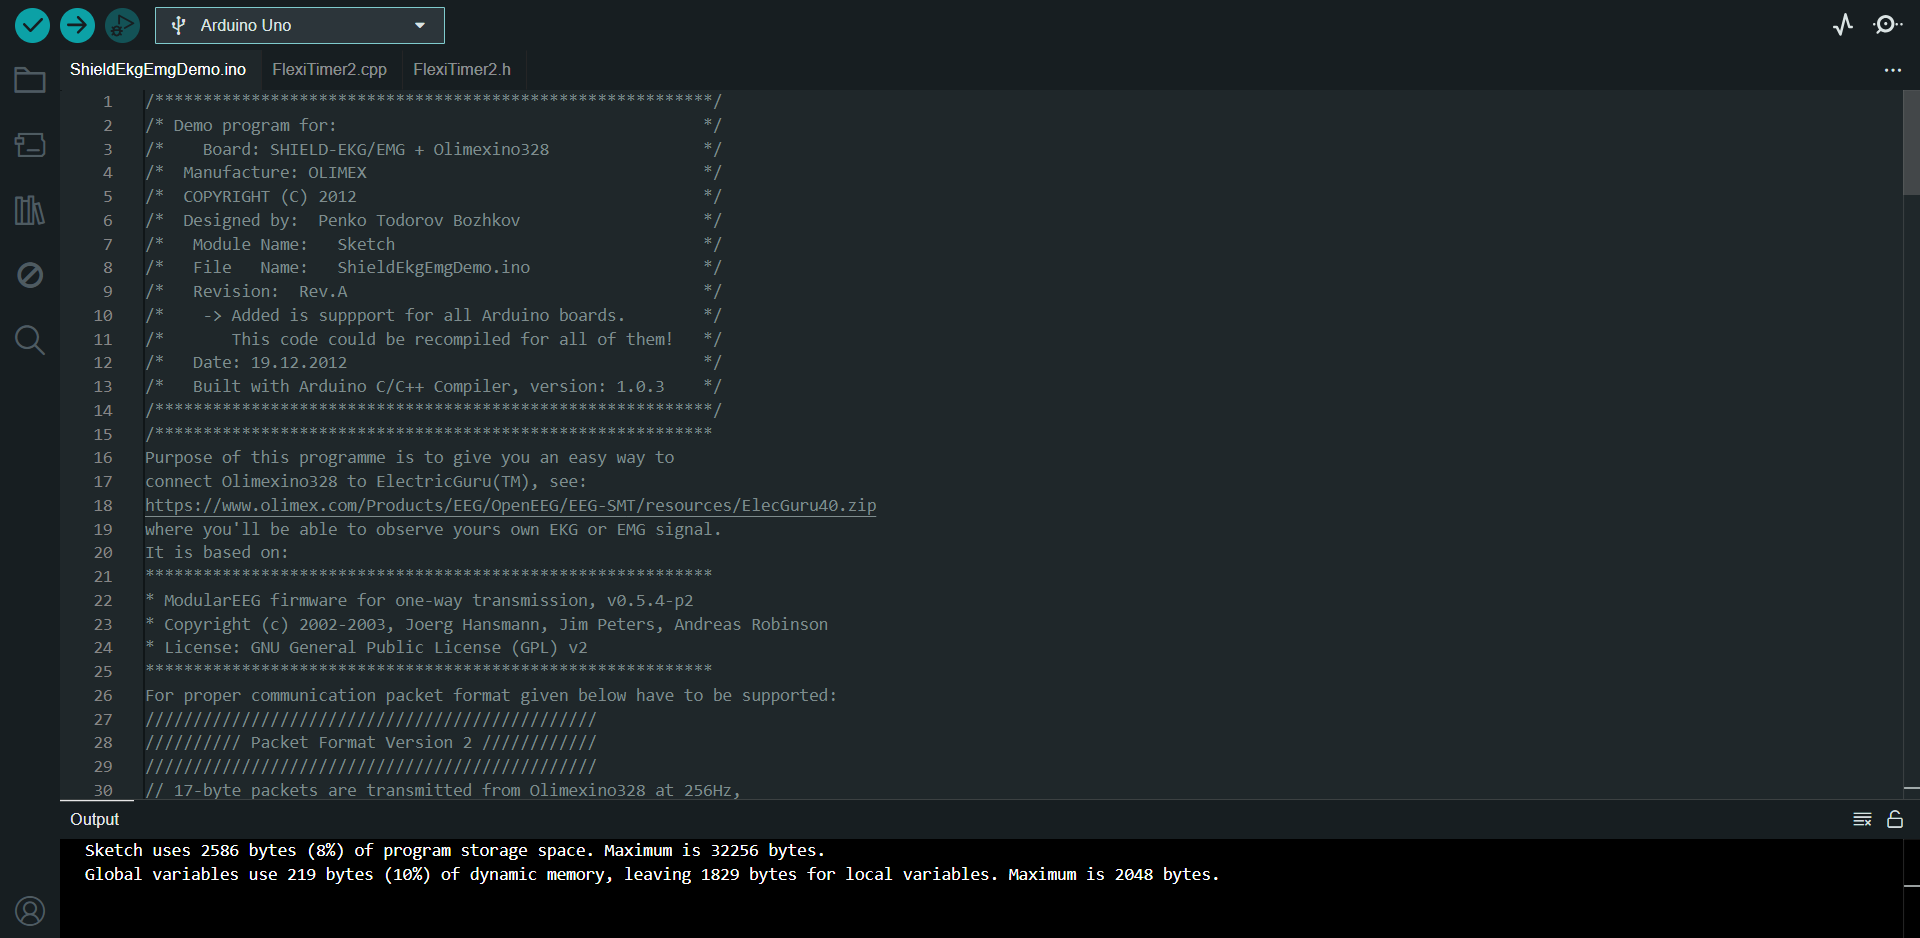 Arduino Uno
ShieldEkgEmgDemo.ino FlexiTimer2.cpp FlexiTimer2.h
1 /**********************************************************/
2 /* Demo program for:                                      */
3 /*    Board: SHIELD-EKG/EMG + Olimexino328                */
4 /*  Manufacture: OLIMEX                                   */
5 /*  COPYRIGHT (C) 2012                                    */
6 /*  Designed by:  Penko Todorov Bozhkov                   */
7 /*   Module Name:   Sketch                                */
8 /*   File   Name:   ShieldEkgEmgDemo.ino                  */
9 /*   Revision:  Rev.A                                     */
10 /*    -> Added is suppport for all Arduino boards.        */
11 /*       This code could be recompiled for all of them!   */
12 /*   Date: 19.12.2012                                     */
13 /*   Built with Arduino C/C++ Compiler, version: 1.0.3    */
14 /**********************************************************/
15 /**********************************************************
16 Purpose of this programme is to give you an easy way to
17 connect Olimexino328 to ElectricGuru(TM), see:
18 https://www.olimex.com/Products/EEG/OpenEEG/EEG-SMT/resources/ElecGuru40.zip
19 where you'll be able to observe yours own EKG or EMG signal.
20 It is based on:
21 ***********************************************************
22 * ModularEEG firmware for one-way transmission, v0.5.4-p2
23 * Copyright (c) 2002-2003, Joerg Hansmann, Jim Peters, Andreas Robinson
24 * License: GNU General Public License (GPL) v2
25 ***********************************************************
26 For proper communication packet format given below have to be supported:
27 ///////////////////////////////////////////////
28 ////////// Packet Format Version 2 ////////////
29 ///////////////////////////////////////////////
30 // 17-byte packets are transmitted from Olimexino328 at 256Hz,
Output
Sketch uses 2586 bytes (8%) of program storage space. Maximum is 32256 bytes.
Global variables use 219 bytes (10%) of dynamic memory, leaving 1829 bytes for local variables. Maximum is 2048 bytes.